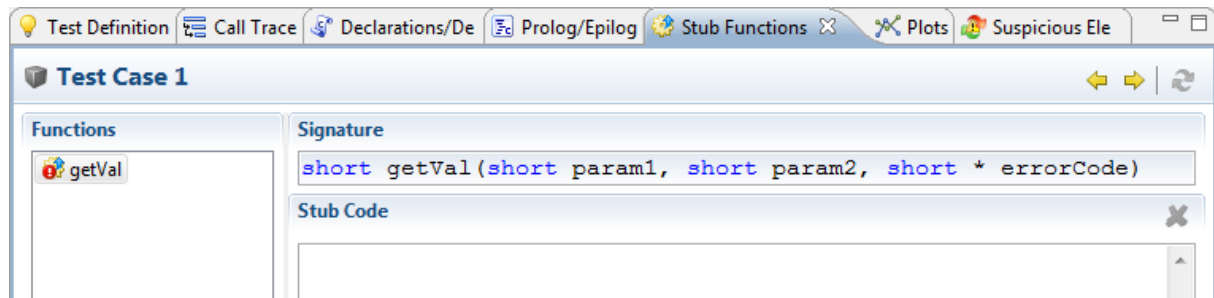 Test Definition Call Trace Declarations/De Prolog/Epilog Stub Functions Plots Suspicious Ele
Test Case 1
Functions
getVal
Signature
short getVal(short param1, short param2, short * errorCode)
Stub Code